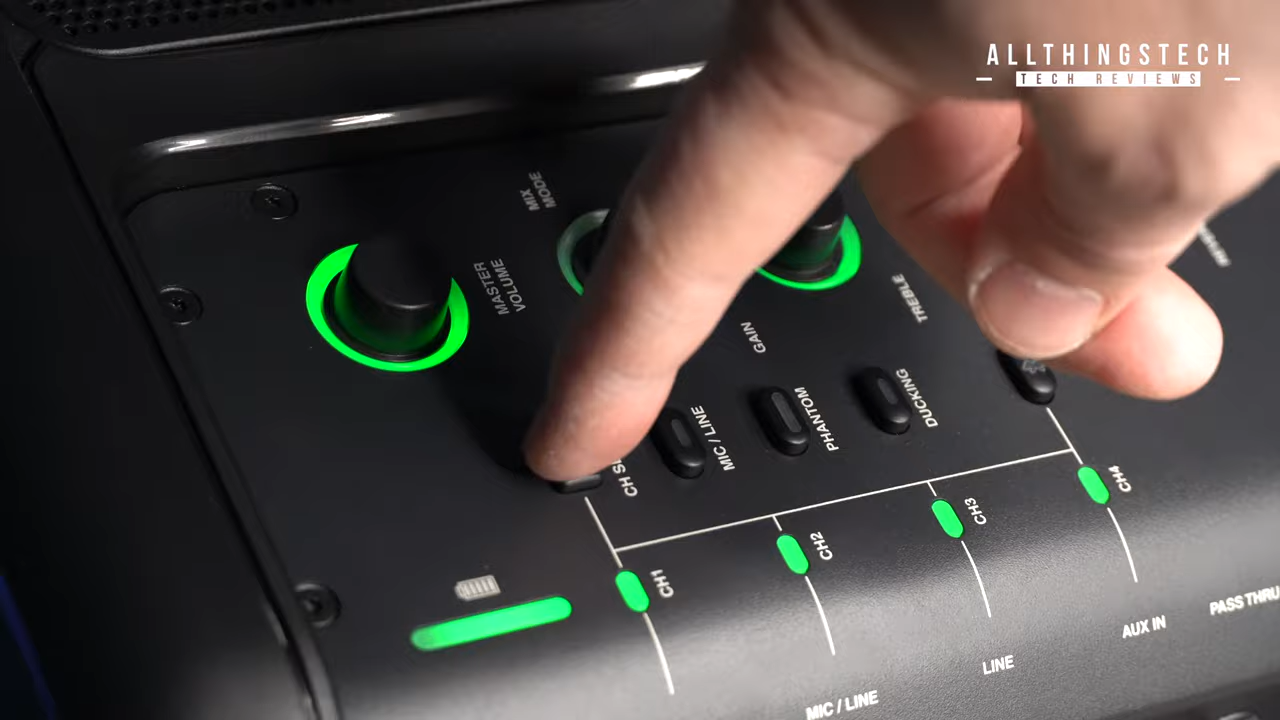 ALLTHINGSTECH
TECH REVIEWS
MIX
MODE
MASTER
VOLUME
GAIN
TREBLE
CH
MIC / LINE
PHANTOM
DUCKING
CH1
CH2
CH3
CH4
MIC / LINE
LINE
AUX IN
PASS THRU